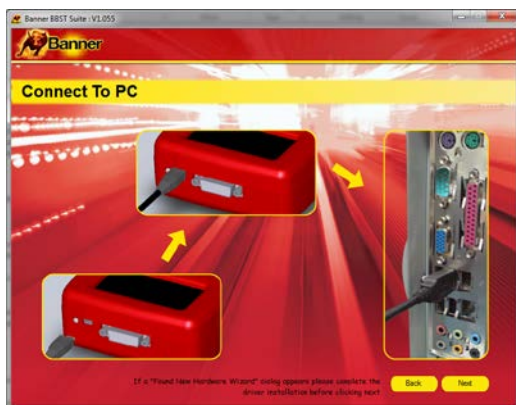 Banner BBST Suite : V1.055
Banner
Connect To PC
If a "Found New Hardware Wizard" dialog appears please complete the
driver installation before clicking next
Back
Next